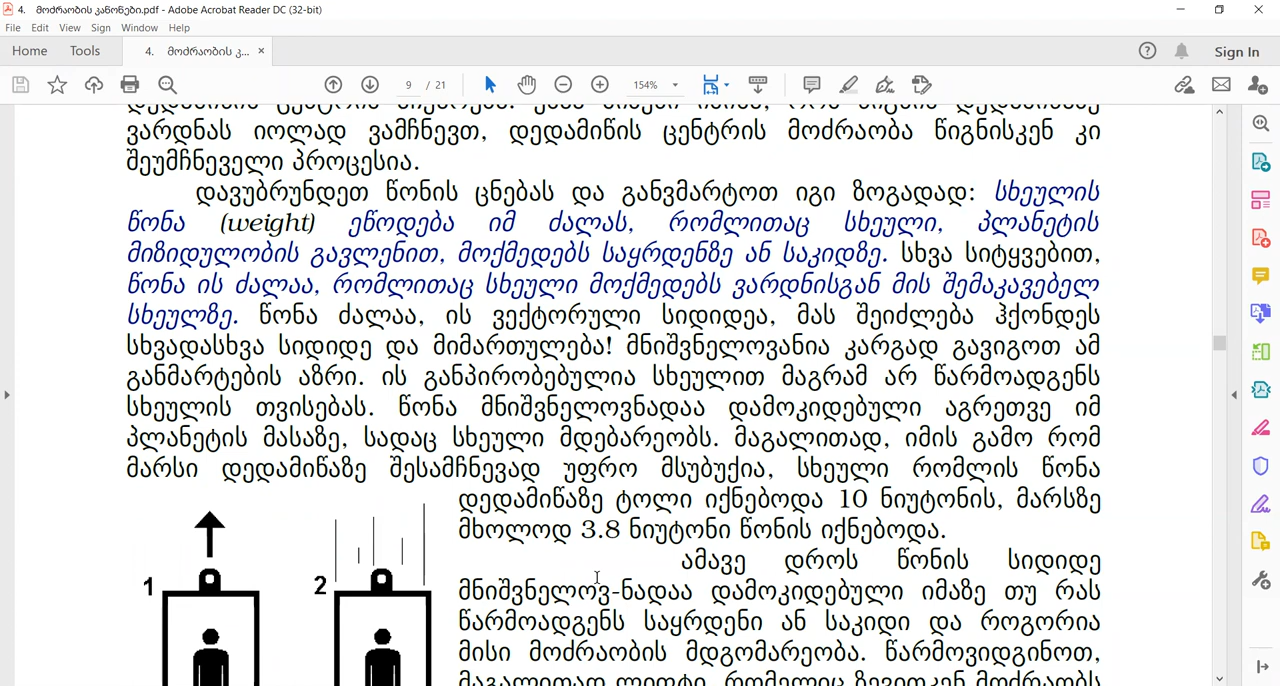 4. მოძრაობის კანონები.pdf - Adobe Acrobat Reader DC (32-bit)
File Edit View Sign Window Help
Home Tools 4. მოძრაობის კ... ×
Sign In
9 / 21 154%
ვარდნას იოლად ვამჩნევთ, დედამიწის ცენტრის მოძრაობა წიგნისკენ კი
შეუმჩნეველი პროცესია.
დავუბრუნდეთ წონის ცნებას და განვმარტოთ იგი ზოგადად: სხეულის
წონა (weight) ეწოდება იმ ძალას, რომლითაც სხეული, პლანეტის
მიზიდულობის გავლენით, მოქმედებს საყრდენზე ან საკიდზე. სხვა სიტყვებით,
წონა ის ძალაა, რომლითაც სხეული მოქმედებს ვარდნისგან მის შემაკავებელ
სხეულზე. წონა ძალაა, ის ვექტორული სიდიდეა, მას შეიძლება ჰქონდეს
სხვადასხვა სიდიდე და მიმართულება! მნიშვნელოვანია კარგად გავიგოთ ამ
განმარტების აზრი. ის განპირობებულია სხეულით მაგრამ არ წარმოადგენს
სხეულის თვისებას. წონა მნიშვნელოვნადაა დამოკიდებული აგრეთვე იმ
პლანეტის მასაზე, სადაც სხეული მდებარეობს. მაგალითად, იმის გამო რომ
მარსი დედამიწაზე შესამჩნევად უფრო მსუბუქია, სხეული რომლის წონა
დედამიწაზე ტოლი იქნებოდა 10 ნიუტონის, მარსზე
მხოლოდ 3.8 ნიუტონი წონის იქნებოდა.
ამავე დროს წონის სიდიდე
მნიშვნელოვ-ნადაა დამოკიდებული იმაზე თუ რას
წარმოადგენს საყრდენი ან საკიდი და როგორია
მისი მოძრაობის მდგომარეობა. წარმოვიდგინოთ,
მაგალითად ლიფტი, რომელიც ზევითკენ მოძრაობს
1 2